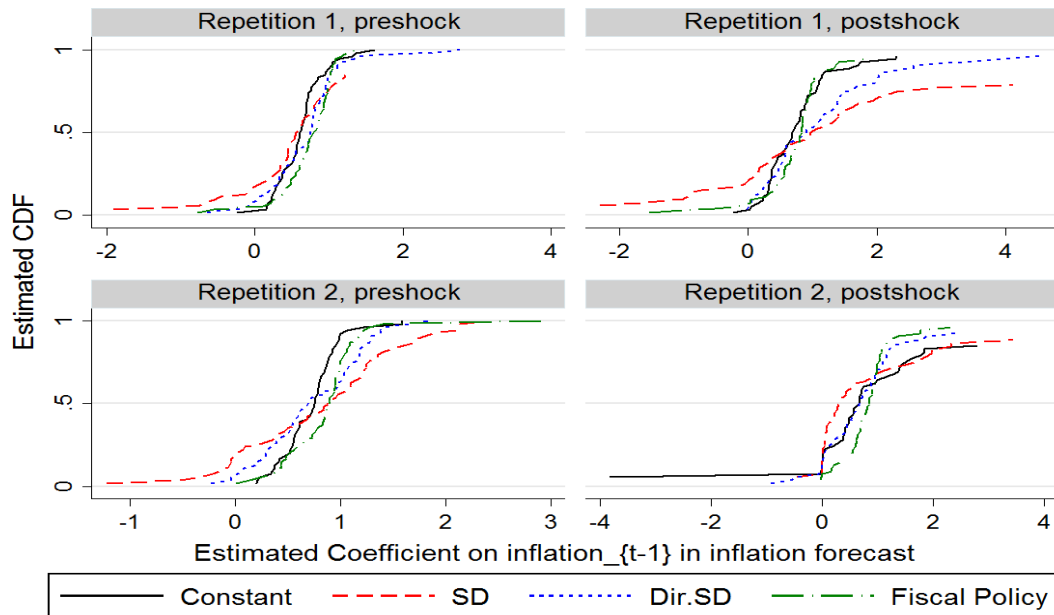 Repetition 1, preshock
Repetition 1, postshock
1
.5
0
-2 0 2 4
-2 0 2 4
Repetition 2, preshock
Repetition 2, postshock
1
.5
0
-1 0 1 2 3
-4 -2 0 2 4
Estimated CDF
Estimated Coefficient on inflation_{t-1} in inflation forecast
Constant SD Dir.SD Fiscal Policy